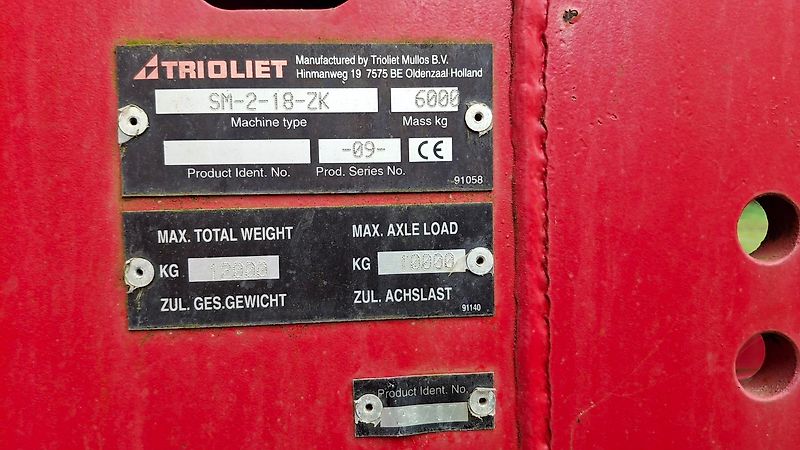 TRIOLIET Manufactured by Trioliet Mullos B.V.
Hinmanweg 19 7575 BE Oldenzaal Holland
SM-2-18-ZK 6000
Machine type Mass kg
-09- CE
Product Ident. No. Prod. Series No.
91058
MAX. TOTAL WEIGHT MAX. AXLE LOAD
KG 12000 KG 10000
ZUL. GES.GEWICHT ZUL. ACHSLAST
91140
Product Ident. No.